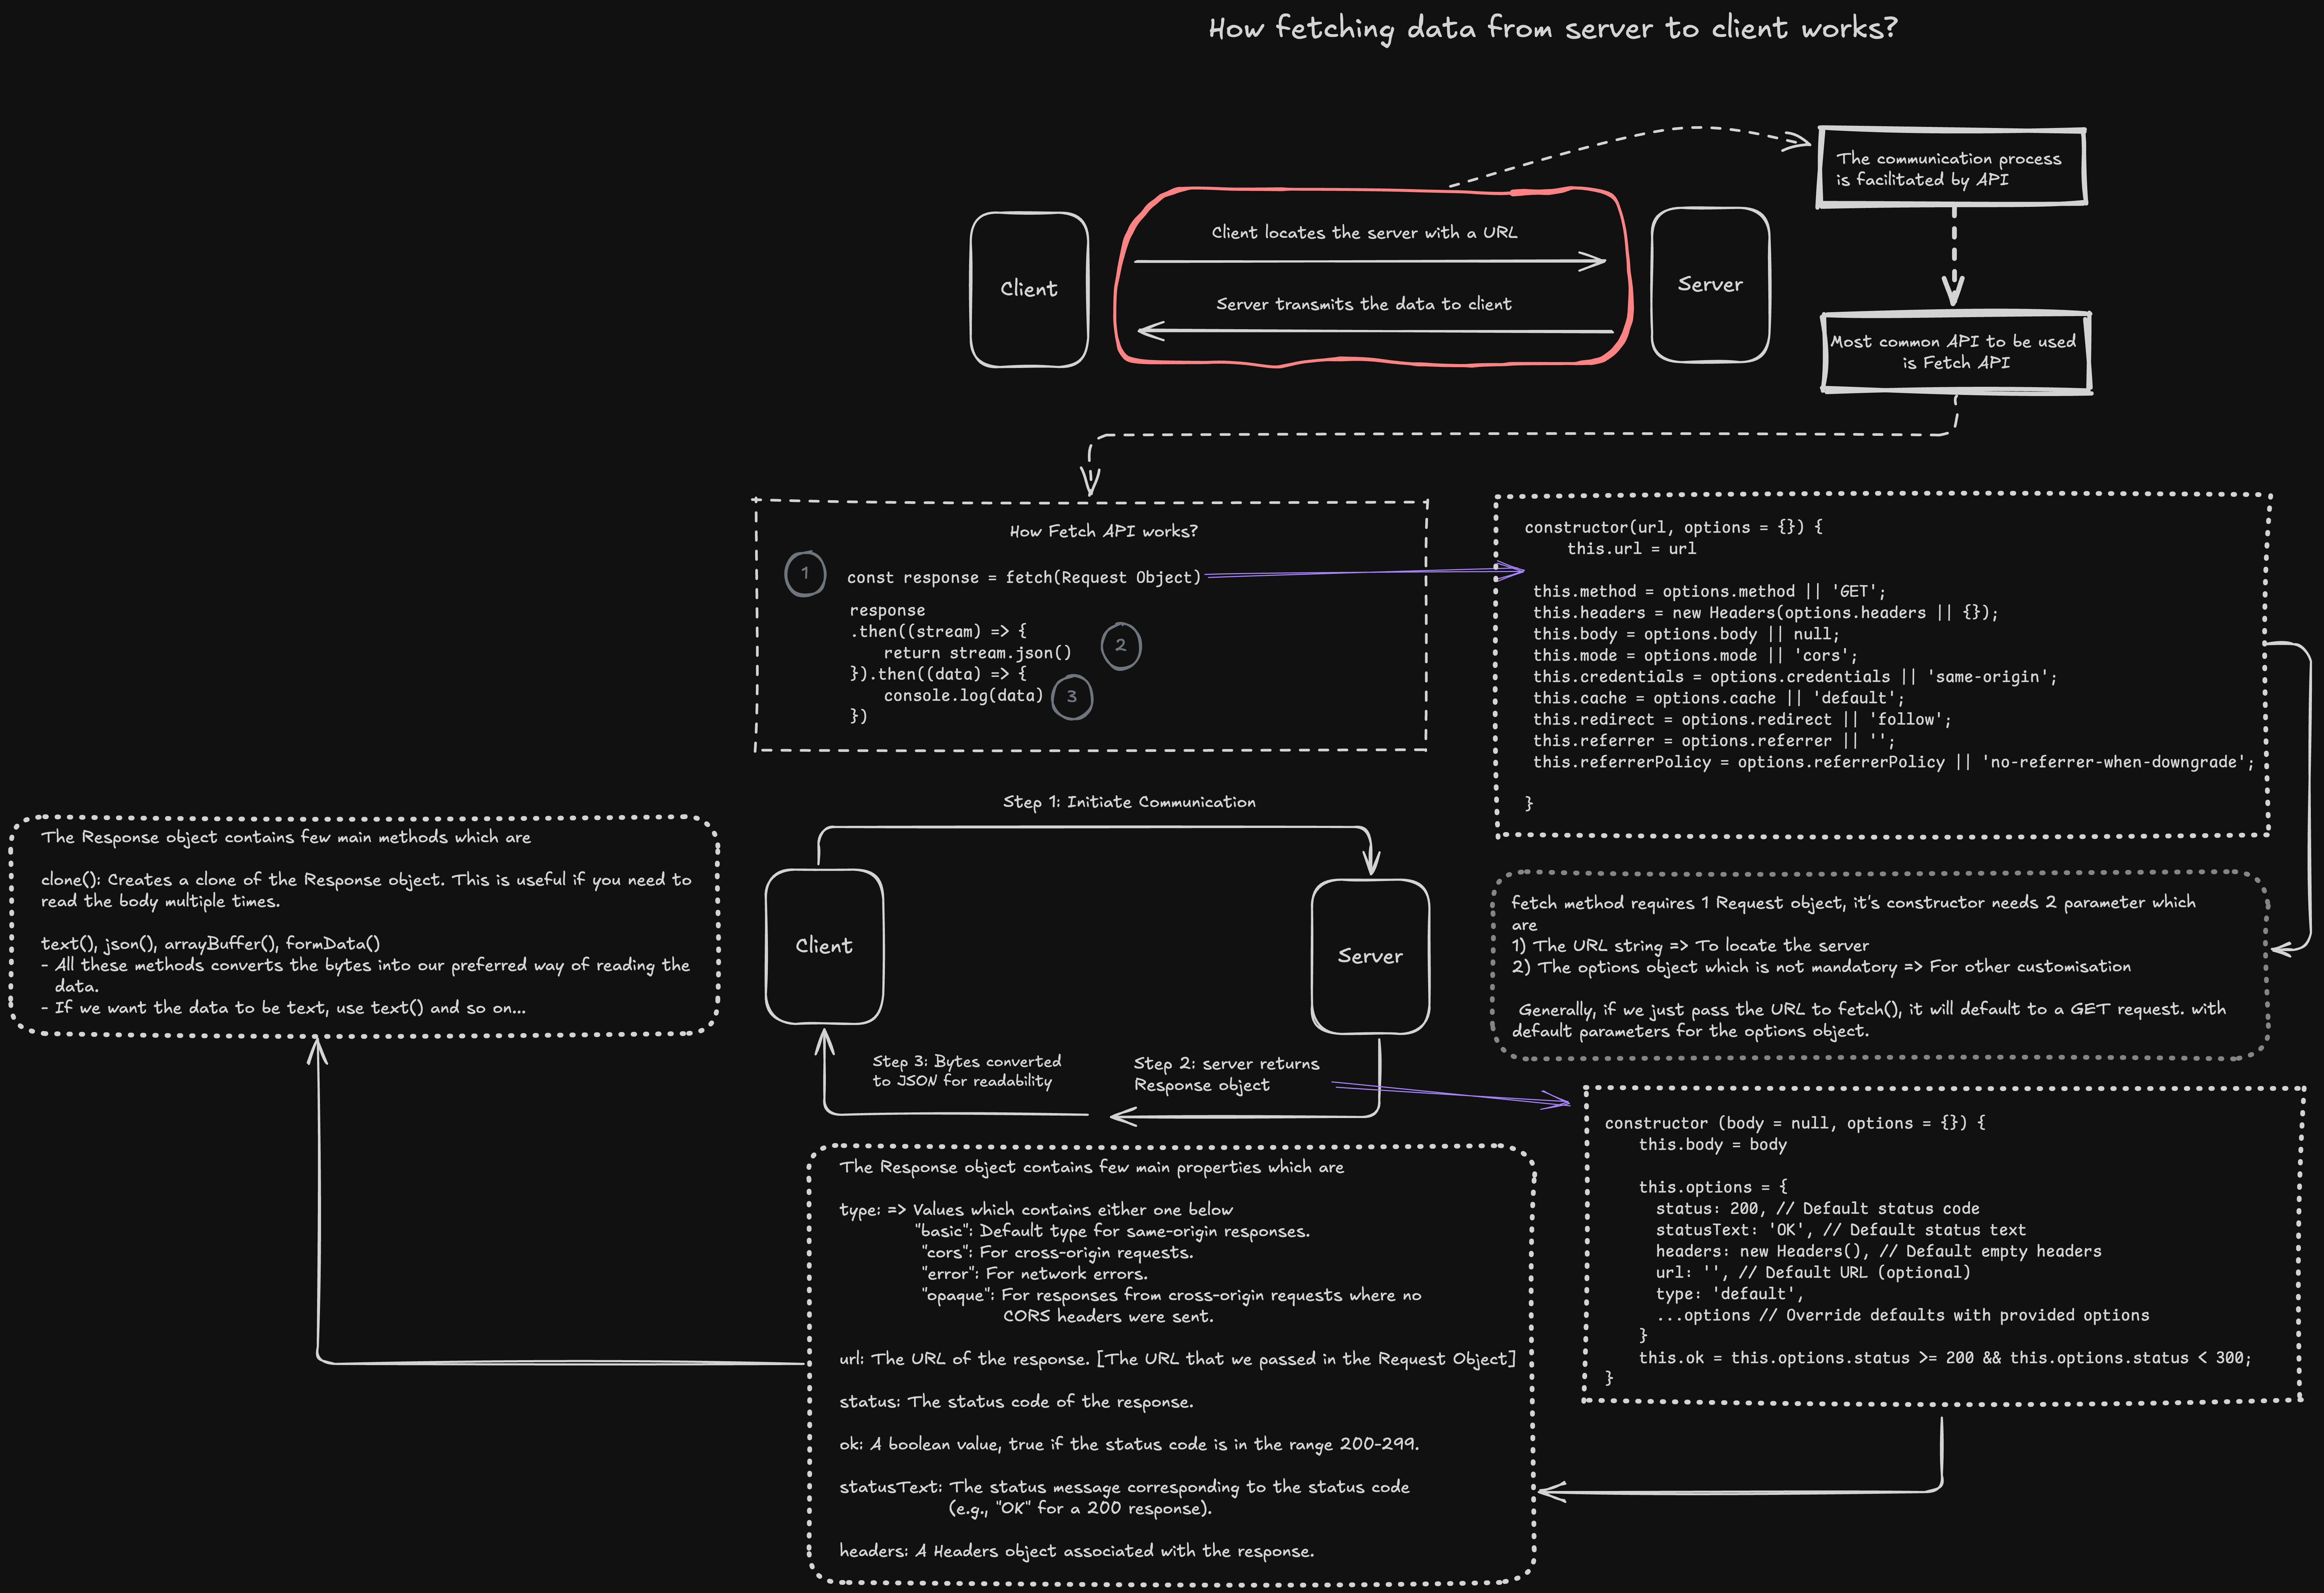 How fetching data from server to client works?
The communication process
is facilitated by API
Client locates the server with a URL
Client
Server
Server transmits the data to client
Most common API to be used
is Fetch API
How Fetch API works?
1
const response = fetch(Request Object)
response
.then((stream) => {
return stream.json()
2
}).then((data) => {
console.log(data)
3
})
constructor(url, options = {}) {
this.url = url
this.method = options.method || 'GET';
this.headers = new Headers(options.headers || {});
this.body = options.body || null;
this.mode = options.mode || 'cors';
this.credentials = options.credentials || 'same-origin';
this.cache = options.cache || 'default';
this.redirect = options.redirect || 'follow';
this.referrer = options.referrer || '';
this.referrerPolicy = options.referrerPolicy || 'no-referrer-when-downgrade';
}
Step 1: Initiate Communication
The Response object contains few main methods which are
clone(): Creates a clone of the Response object. This is useful if you need to
read the body multiple times.
text(), json(), arrayBuffer(), formData()
- All these methods converts the bytes into our preferred way of reading the
data.
- If we want the data to be text, use text() and so on...
Client
Server
fetch method requires 1 Request object, it's constructor needs 2 parameter which
are
1) The URL string => To locate the server
2) The options object which is not mandatory => For other customisation
Generally, if we just pass the URL to fetch(), it will default to a GET request. with
default parameters for the options object.
Step 3: Bytes converted
to JSON for readability
Step 2: server returns
Response object
constructor (body = null, options = {}) {
this.body = body
this.options = {
status: 200, // Default status code
statusText: 'OK', // Default status text
headers: new Headers(), // Default empty headers
url: '', // Default URL (optional)
type: 'default',
...options // Override defaults with provided options
}
this.ok = this.options.status >= 200 && this.options.status < 300;
}
The Response object contains few main properties which are
type: => Values which contains either one below
"basic": Default type for same-origin responses.
"cors": For cross-origin requests.
"error": For network errors.
"opaque": For responses from cross-origin requests where no
CORS headers were sent.
url: The URL of the response. [The URL that we passed in the Request Object]
status: The status code of the response.
ok: A boolean value, true if the status code is in the range 200-299.
statusText: The status message corresponding to the status code
(e.g., "OK" for a 200 response).
headers: A Headers object associated with the response.